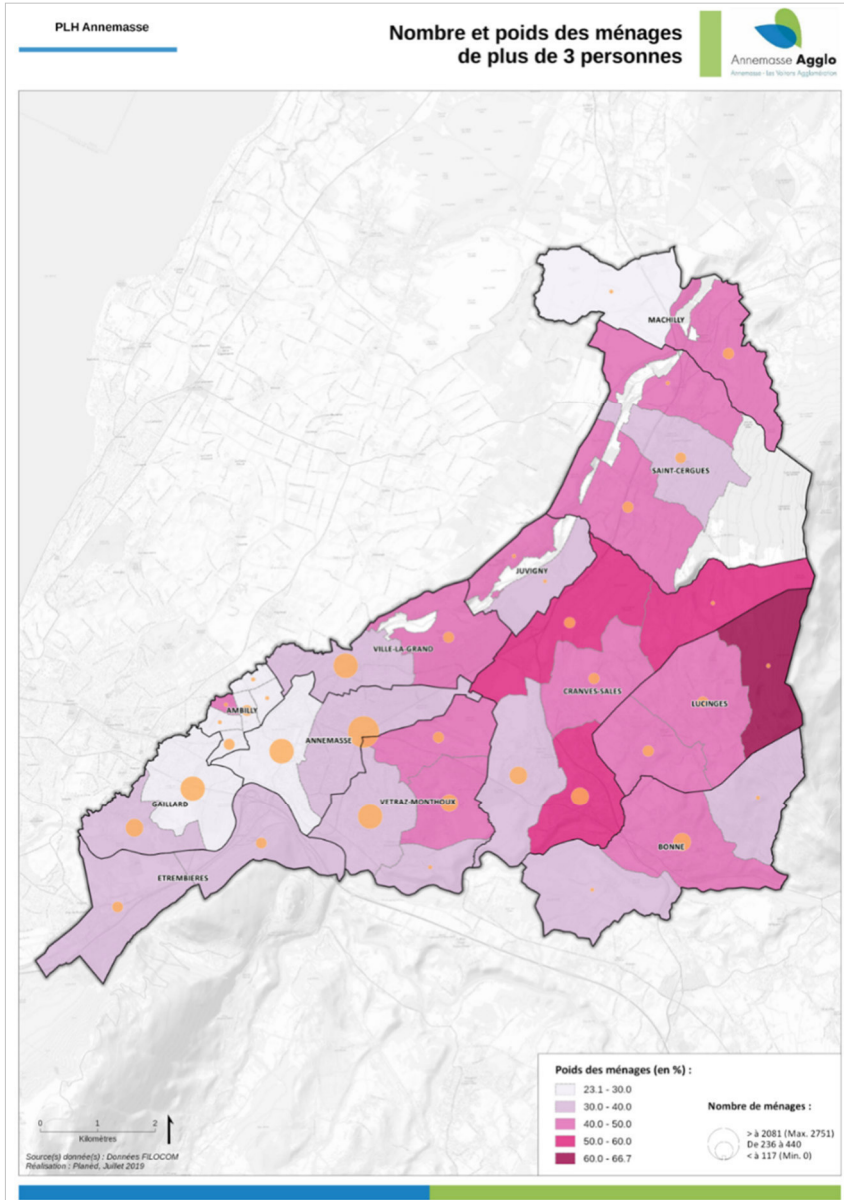 PLH Annemasse
Nombre et poids des ménages
de plus de 3 personnes
Annemasse Agglo
Annemasse - Les Voirons Agglomération
MACHILLY
SAINT-CERGUES
JUVIGNY
VILLE-LA-GRAND
CRANVES-SALES
LUCINGES
AMBILLY
ANNEMASSE
VETRAZ-MONTHOUX
GAILLARD
BONNE
ETREMBIERES
Poids des ménages (en %) :
23.1 - 30.0
30.0 - 40.0
40.0 - 50.0
50.0 - 60.0
60.0 - 66.7
Nombre de ménages :
> à 2081 (Max. 2751)
De 236 à 440
< à 117 (Min. 0)
0 1 2
Kilomètres
Source(s) donnée(s) : Données FILOCOM
Réalisation : Planed, Juillet 2019